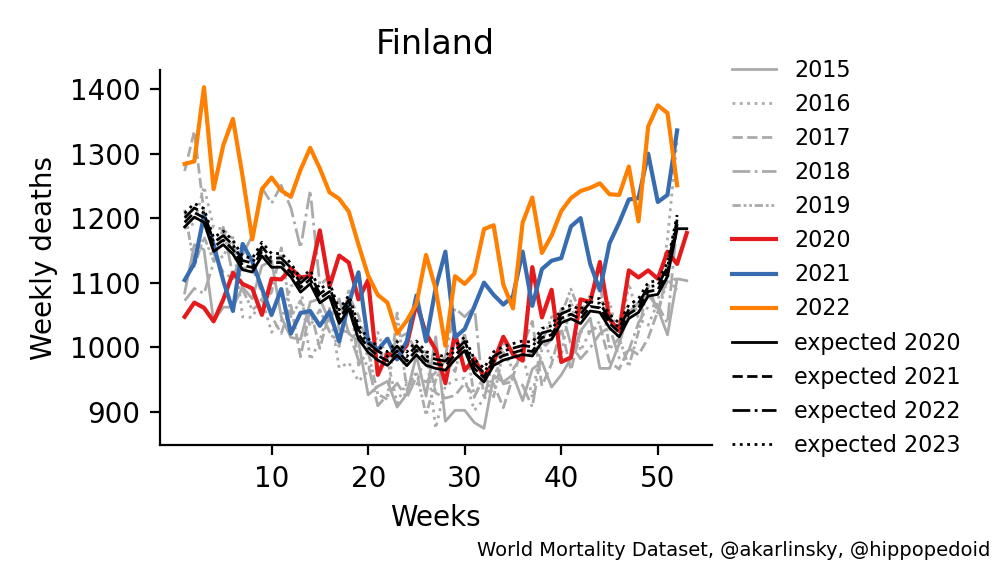 Finland
Weekly deaths
1400
1300
1200
1100
1000
900
10 20 30 40 50
Weeks
2015
2016
2017
2018
2019
2020
2021
2022
expected 2020
expected 2021
expected 2022
expected 2023
World Mortality Dataset, @akarlinsky, @hippopedoid